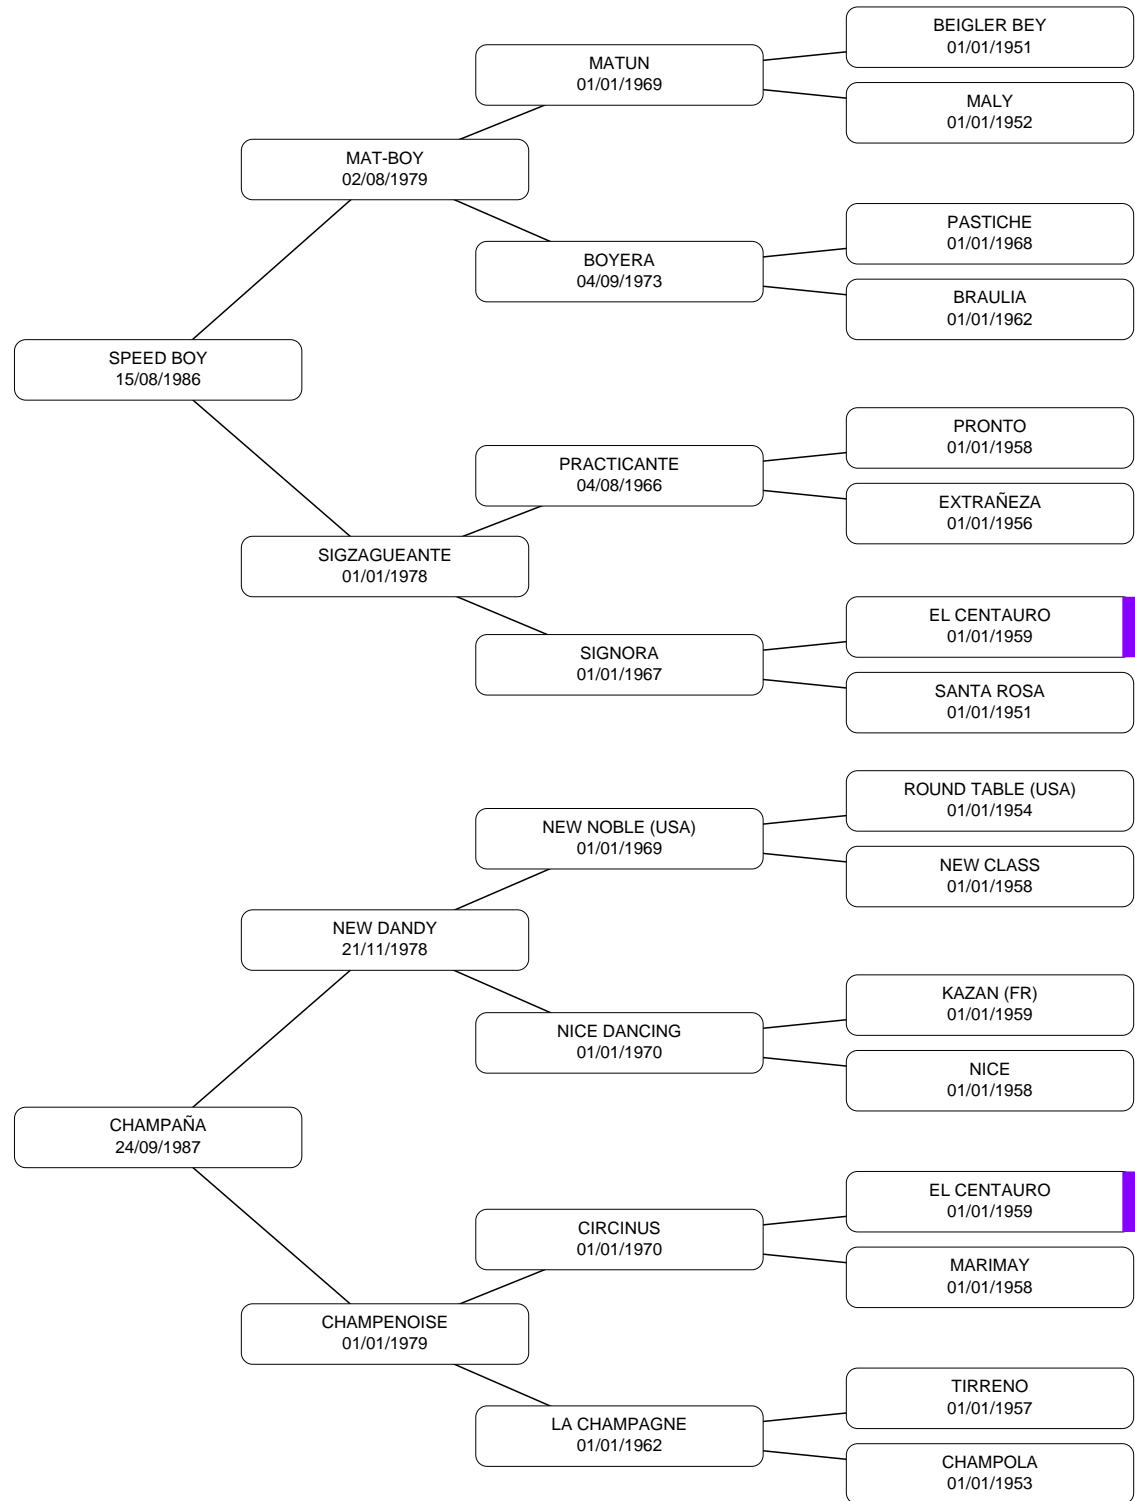 BEIGLER BEY
01/01/1951
MATUN
01/01/1969
MALY
01/01/1952
MAT-BOY
02/08/1979
PASTICHE
01/01/1968
BOYERA
04/09/1973
BRAULIA
01/01/1962
SPEED BOY
15/08/1986
PRONTO
01/01/1958
PRACTICANTE
04/08/1966
EXTRAÑEZA
01/01/1956
SIGZAGUEANTE
01/01/1978
EL CENTAURO
01/01/1959
SIGNORA
01/01/1967
SANTA ROSA
01/01/1951
ROUND TABLE (USA)
01/01/1954
NEW NOBLE (USA)
01/01/1969
NEW CLASS
01/01/1958
NEW DANDY
21/11/1978
KAZAN (FR)
01/01/1959
NICE DANCING
01/01/1970
NICE
01/01/1958
CHAMPAÑA
24/09/1987
EL CENTAURO
01/01/1959
CIRCINUS
01/01/1970
MARIMAY
01/01/1958
CHAMPENOISE
01/01/1979
TIRRENO
01/01/1957
LA CHAMPAGNE
01/01/1962
CHAMPOLA
01/01/1953